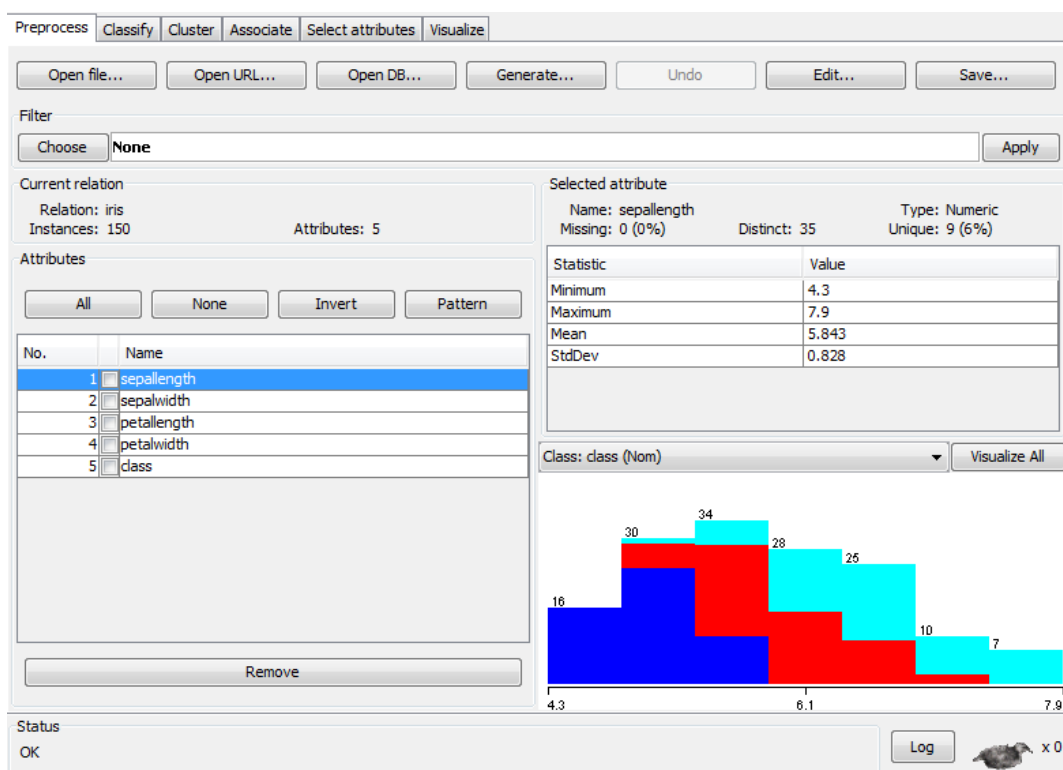 Preprocess Classify Cluster Associate Select attributes Visualize
Open file... Open URL... Open DB... Generate... Undo Edit... Save...
Filter
Choose None Apply
Current relation
Relation: iris
Instances: 150 Attributes: 5
Selected attribute
Name: sepallength Type: Numeric
Missing: 0 (0%) Distinct: 35 Unique: 9 (6%)
Attributes
All None Invert Pattern
No. Name
1 sepallength
2 sepalwidth
3 petallength
4 petalwidth
5 class
Remove
Statistic Value
Minimum 4.3
Maximum 7.9
Mean 5.843
StdDev 0.828
Class: class (Nom) Visualize All
16 30 34 28 25 10 7
4.3 6.1 7.9
Status
OK Log x 0